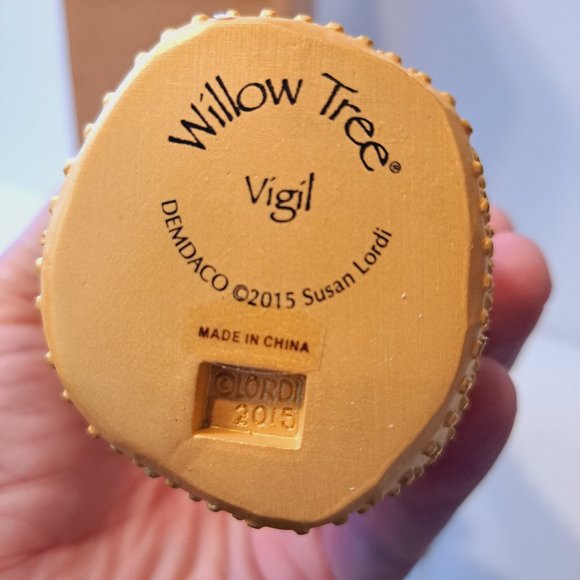 Willow Tree®
Vigil
DEMDACO ©2015 Susan Lordi
MADE IN CHINA
©LORDI
2015